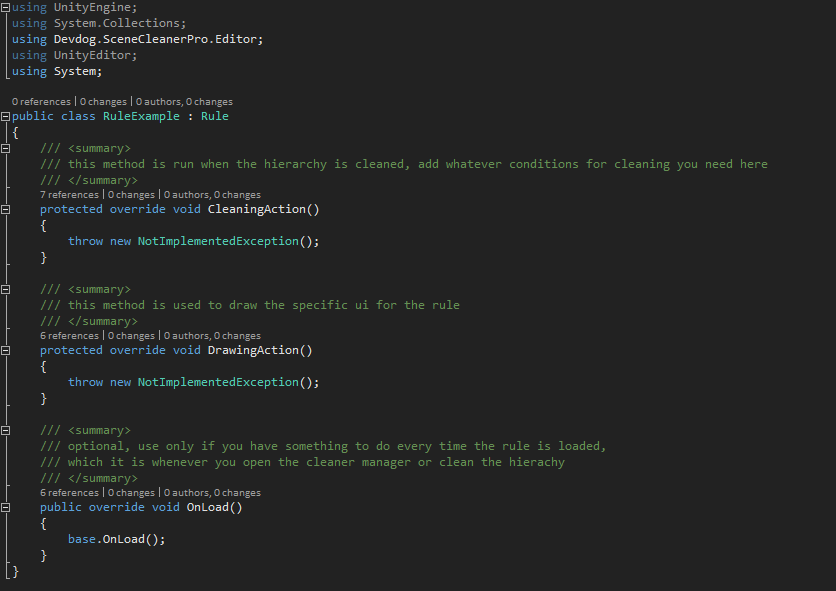 using UnityEngine;
using System.Collections;
using Devdog.SceneCleanerPro.Editor;
using UnityEditor;
using System;
0 references | 0 changes | 0 authors, 0 changes
public class RuleExample : Rule
{
/// <summary>
/// this method is run when the hierarchy is cleaned, add whatever conditions for cleaning you need here
/// </summary>
7 references | 0 changes | 0 authors, 0 changes
protected override void CleaningAction()
{
throw new NotImplementedException();
}
/// <summary>
/// this method is used to draw the specific ui for the rule
/// </summary>
6 references | 0 changes | 0 authors, 0 changes
protected override void DrawingAction()
{
throw new NotImplementedException();
}
/// <summary>
/// optional, use only if you have something to do every time the rule is loaded,
/// which it is whenever you open the cleaner manager or clean the hierachy
/// </summary>
6 references | 0 changes | 0 authors, 0 changes
public override void OnLoad()
{
base.OnLoad();
}
}